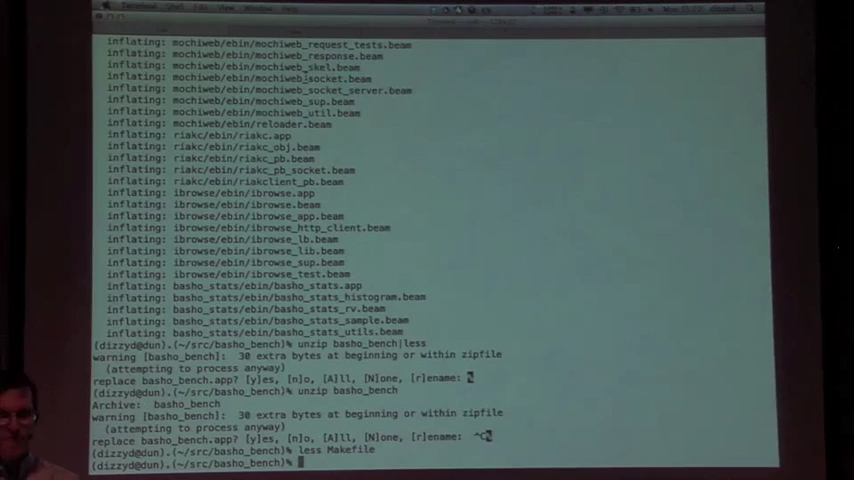 Terminal Shell Edit View Window Help
inflating: mochiweb/ebin/mochiweb_request_tests.beam
inflating: mochiweb/ebin/mochiweb_response.beam
inflating: mochiweb/ebin/mochiweb_skel.beam
inflating: mochiweb/ebin/mochiweb_socket.beam
inflating: mochiweb/ebin/mochiweb_socket_server.beam
inflating: mochiweb/ebin/mochiweb_sup.beam
inflating: mochiweb/ebin/mochiweb_util.beam
inflating: mochiweb/ebin/reloader.beam
inflating: riakc/ebin/riakc.app
inflating: riakc/ebin/riakc_obj.beam
inflating: riakc/ebin/riakc_pb.beam
inflating: riakc/ebin/riakc_pb_socket.beam
inflating: riakc/ebin/riakclient_pb.beam
inflating: ibrowse/ebin/ibrowse.app
inflating: ibrowse/ebin/ibrowse.beam
inflating: ibrowse/ebin/ibrowse_app.beam
inflating: ibrowse/ebin/ibrowse_http_client.beam
inflating: ibrowse/ebin/ibrowse_lb.beam
inflating: ibrowse/ebin/ibrowse_lib.beam
inflating: ibrowse/ebin/ibrowse_sup.beam
inflating: ibrowse/ebin/ibrowse_test.beam
inflating: basho_stats/ebin/basho_stats.app
inflating: basho_stats/ebin/basho_stats_histogram.beam
inflating: basho_stats/ebin/basho_stats_rv.beam
inflating: basho_stats/ebin/basho_stats_sample.beam
inflating: basho_stats/ebin/basho_stats_utils.beam
(dizzyd@dun).(~/src/basho_bench)% unzip basho_bench|less
warning [basho_bench]:  30 extra bytes at beginning or within zipfile
(attempting to process anyway)
replace basho_bench.app? [y]es, [n]o, [A]ll, [N]one, [r]ename: %
(dizzyd@dun).(~/src/basho_bench)% unzip basho_bench
Archive:  basho_bench
warning [basho_bench]:  30 extra bytes at beginning or within zipfile
(attempting to process anyway)
replace basho_bench.app? [y]es, [n]o, [A]ll, [N]one, [r]ename:  ^C%
(dizzyd@dun).(~/src/basho_bench)% less Makefile
(dizzyd@dun).(~/src/basho_bench)%